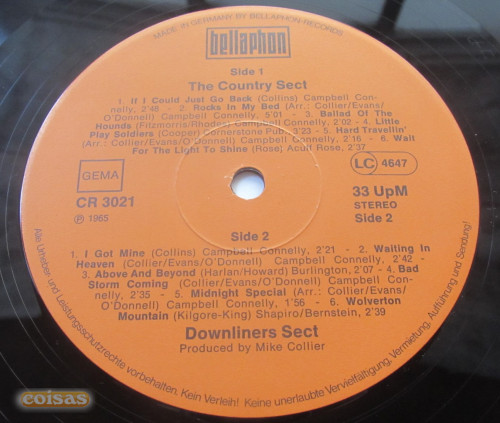 MADE IN GERMANY BY BELLAPHON-RECORDS
bellaphon
Side 1
The Country Sect
1. If I Could Just Go Back (Collins) Campbell Con-
nelly, 2'48 - 2. Rocks In My Bed (Arr.: Collier/Evans/
O'Donnell) Campbell Connelly, 5'01 - 3. Ballad Of The
Hounds (Fitzmorris/Rhodes) Campbell Connelly, 2'02 - 4. Little
Play Soldiers (Cooper) Cornerstone Pub., 3'23 - 5. Hard Travellin'
(Arr.: Collier/Evans/O'Donnell) Campbell Connelly, 2'16 - 6. Wait
For The Light To Shine (Rose) Acuff Rose, 2'37
GEMA
CR 3021
℗ 1965
LC 4647
33 UpM
STEREO
Side 2
Side 2
1. I Got Mine (Collins) Campbell Connelly, 2'21 - 2. Waiting In
Heaven (Collier/Evans/O'Donnell) Campbell Connelly, 2'42 -
3. Above And Beyond (Harlan/Howard) Burlington, 2'07 - 4. Bad
Storm Coming (Collier/Evans/O'Donnell) Campbell Connel-
ly, 2'35 - 5. Midnight Special (Arr.: Collier/Evans/
O'Donnell) Campbell Connelly, 1'56 - 6. Wolverton
Mountain (Kilgore-King) Shapiro/Bernstein, 2'39
Downliners Sect
Produced by Mike Collier
Alle Urheber und Leistungsschutzrechte vorbehalten. Kein Verleih! Keine unerlaubte Vervielfältigung, Vermietung, Aufführung und Sendung!
coisas